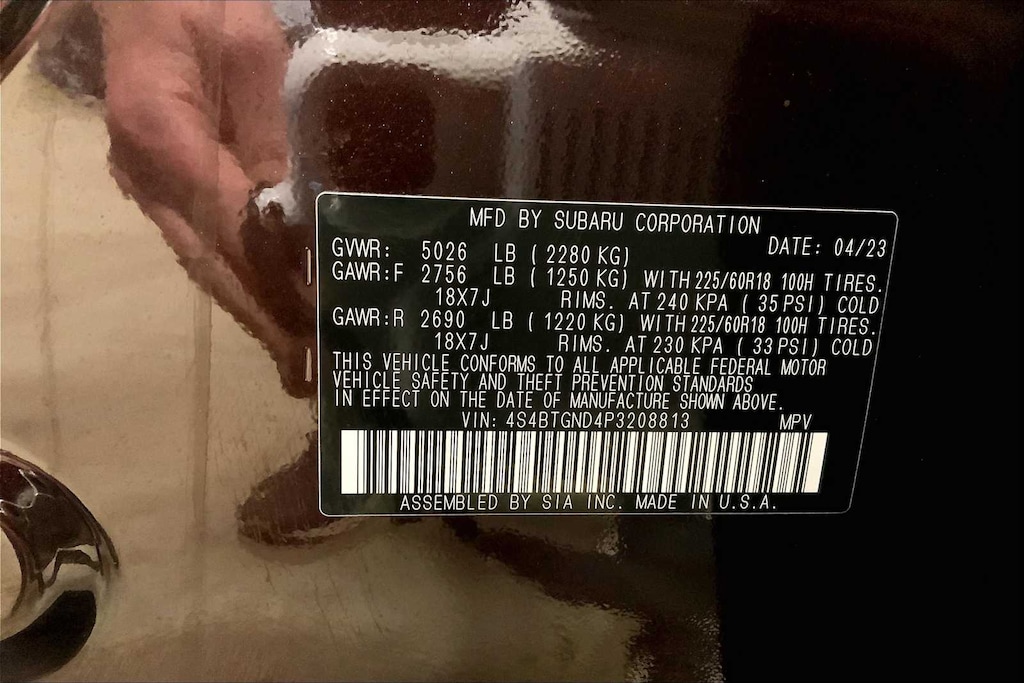 MFD BY SUBARU CORPORATION
GVWR: 5026 LB ( 2280 KG) DATE: 04/23
GAWR:F 2756 LB ( 1250 KG) WITH 225/60R18 100H TIRES.
18X7J RIMS. AT 240 KPA ( 35 PSI) COLD
GAWR:R 2690 LB ( 1220 KG) WITH 225/60R18 100H TIRES.
18X7J RIMS. AT 230 KPA ( 33 PSI) COLD
THIS VEHICLE CONFORMS TO ALL APPLICABLE FEDERAL MOTOR
VEHICLE SAFETY AND THEFT PREVENTION STANDARDS
IN EFFECT ON THE DATE OF MANUFACTURE SHOWN ABOVE.
VIN: 4S4BTGND4P3208813 MPV
ASSEMBLED BY SIA INC. MADE IN U.S.A.